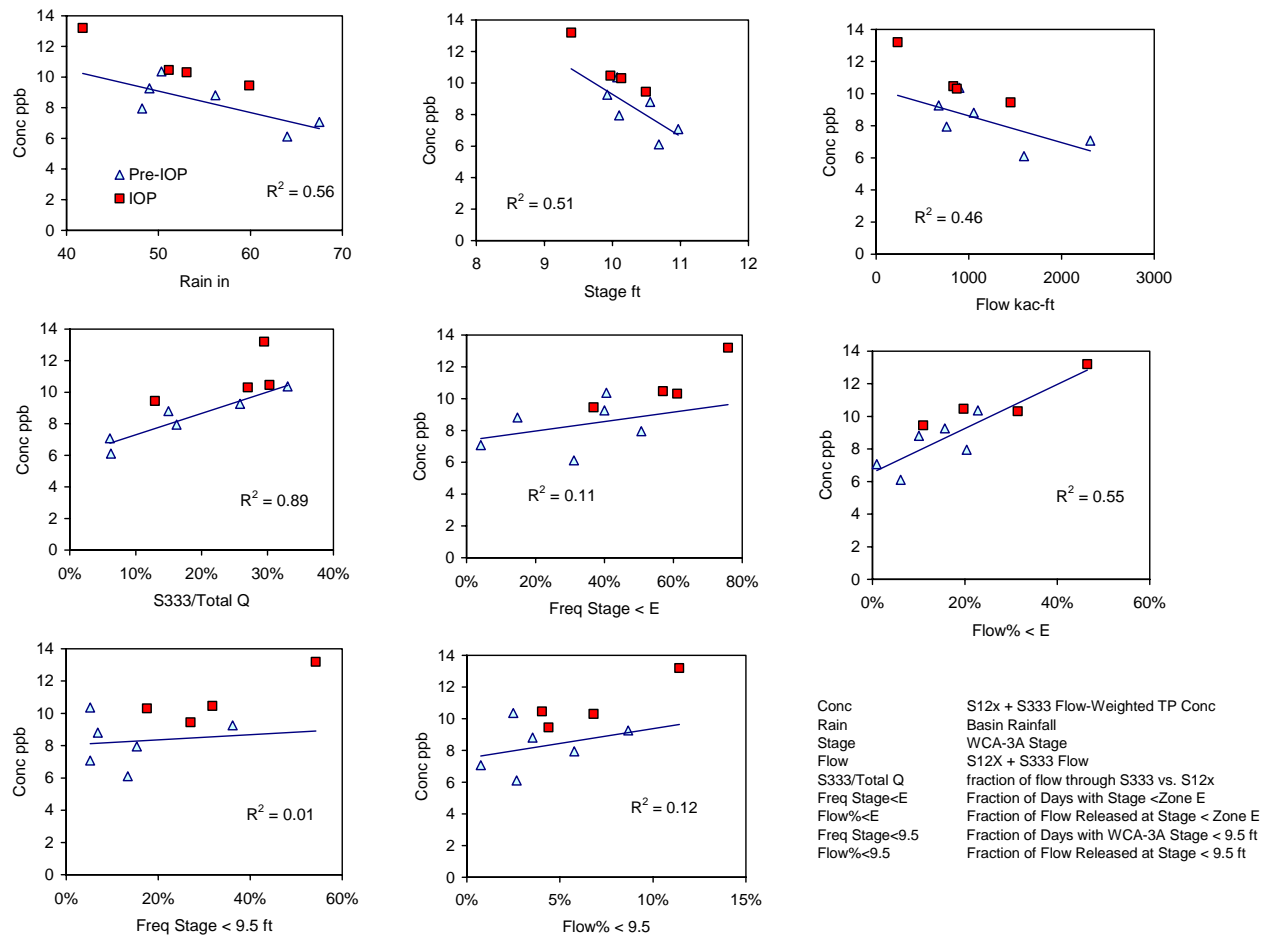 14
12
10
8
6
4
2
0
Conc ppb
Pre-IOP
IOP
R² = 0.56
40 50 60 70
Rain in
14
12
10
8
6
4
2
0
Conc ppb
R² = 0.51
8 9 10 11 12
Stage ft
14
12
10
8
6
4
2
0
Conc ppb
R² = 0.46
0 1000 2000 3000
Flow kac-ft
14
12
10
8
6
4
2
0
Conc ppb
R² = 0.89
0% 10% 20% 30% 40%
S333/Total Q
14
12
10
8
6
4
2
0
Conc ppb
R² = 0.11
0% 20% 40% 60% 80%
Freq Stage < E
14
12
10
8
6
4
2
0
Conc ppb
R² = 0.55
0% 20% 40% 60%
Flow% < E
14
12
10
8
6
4
2
0
Conc ppb
R² = 0.01
0% 20% 40% 60%
Freq Stage < 9.5 ft
14
12
10
8
6
4
2
0
Conc ppb
R² = 0.12
0% 5% 10% 15%
Flow% < 9.5
Conc S12x + S333 Flow-Weighted TP Conc
Rain Basin Rainfall
Stage WCA-3A Stage
Flow S12X + S333 Flow
S333/Total Q fraction of flow through S333 vs. S12x
Freq Stage<E Fraction of Days with Stage <Zone E
Flow%<E Fraction of Flow Released at Stage < Zone E
Freq Stage<9.5 Fraction of Days with WCA-3A Stage < 9.5 ft
Flow%<9.5 Fraction of Flow Released at Stage < 9.5 ft